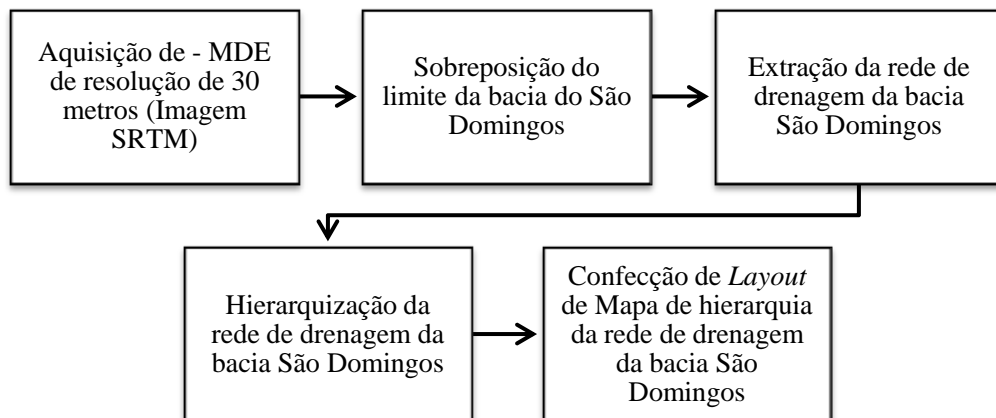 Aquisição de - MDE
de resolução de 30
metros (Imagem
SRTM)
Sobreposição do
limite da bacia do São
Domingos
Extração da rede de
drenagem da bacia
São Domingos
Hierarquização da
rede de drenagem da
bacia São Domingos
Confecção de Layout
de Mapa de hierarquia
da rede de drenagem
da bacia São
Domingos